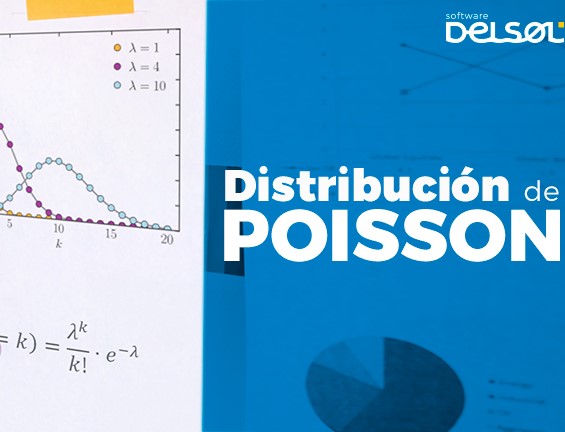 software
DELSOL
λ = 1
λ = 4
λ = 10
5 10 15 20
k
Distribución de
POISSON
= k) = λ^k / k! · e^−λ